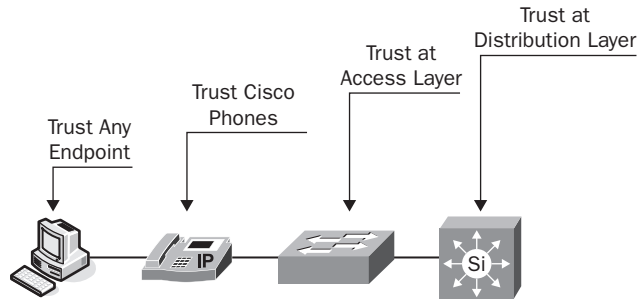 Trust at
Distribution Layer
Trust at
Access Layer
Trust Cisco
Phones
Trust Any
Endpoint
IP
Si